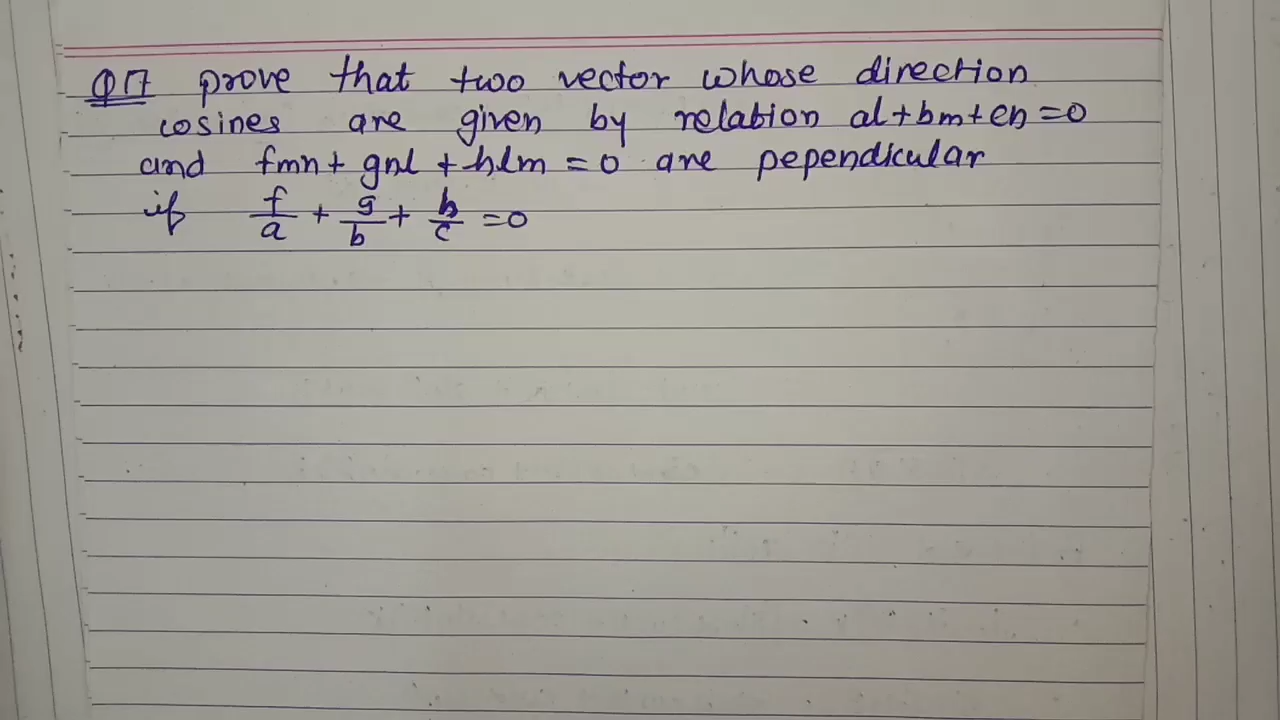 Q17 prove that two vector whose direction
cosines are given by relation al+bm+cn=0
and fmn+ gnl +hlm =0 are pependicular
if f/a + g/b + h/c =0